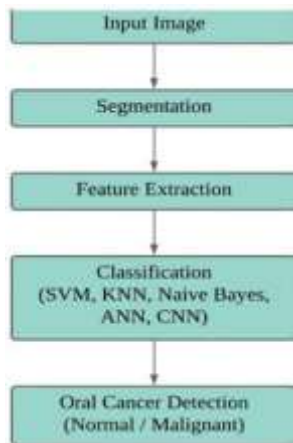 Input Image
Segmentation
Feature Extraction
Classification
(SVM, KNN, Naive Bayes,
ANN, CNN)
Oral Cancer Detection
(Normal / Malignant)